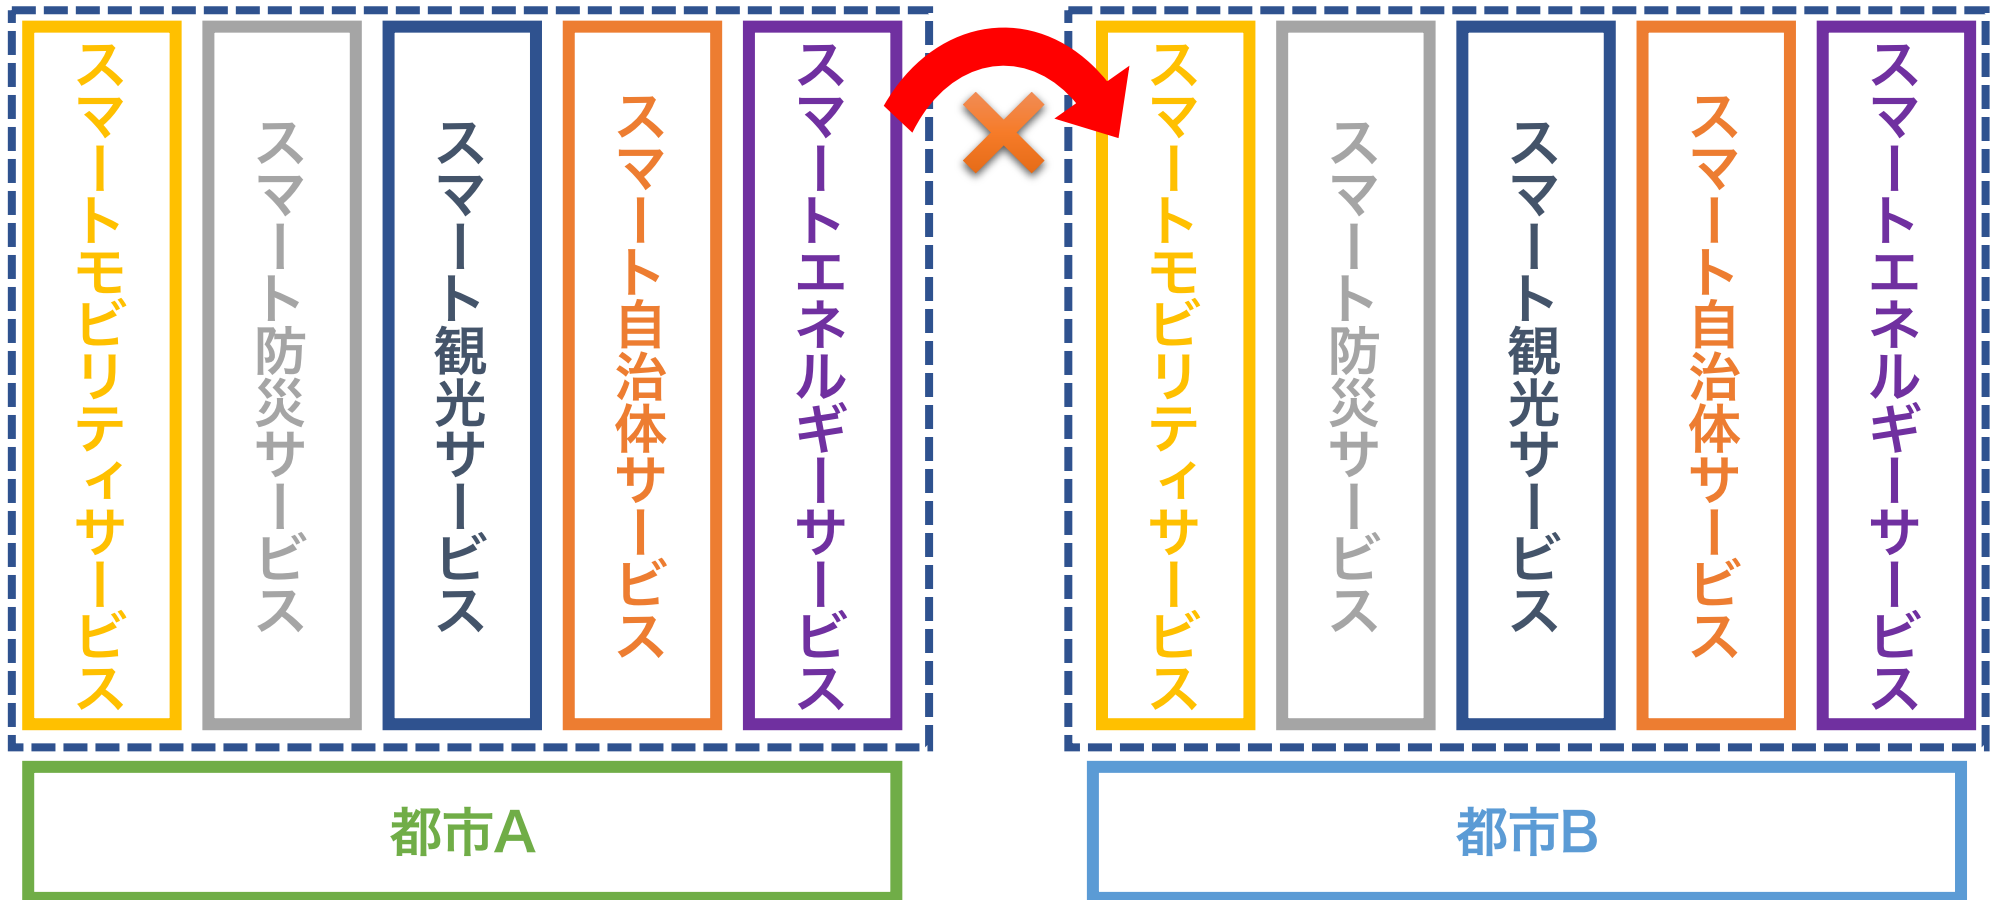 スマートモビリティサービス
スマート防災サービス
スマート観光サービス
スマート自治体サービス
スマートエネルギーサービス
スマートモビリティサービス
スマート防災サービス
スマート観光サービス
スマート自治体サービス
スマートエネルギーサービス
都市A
都市B